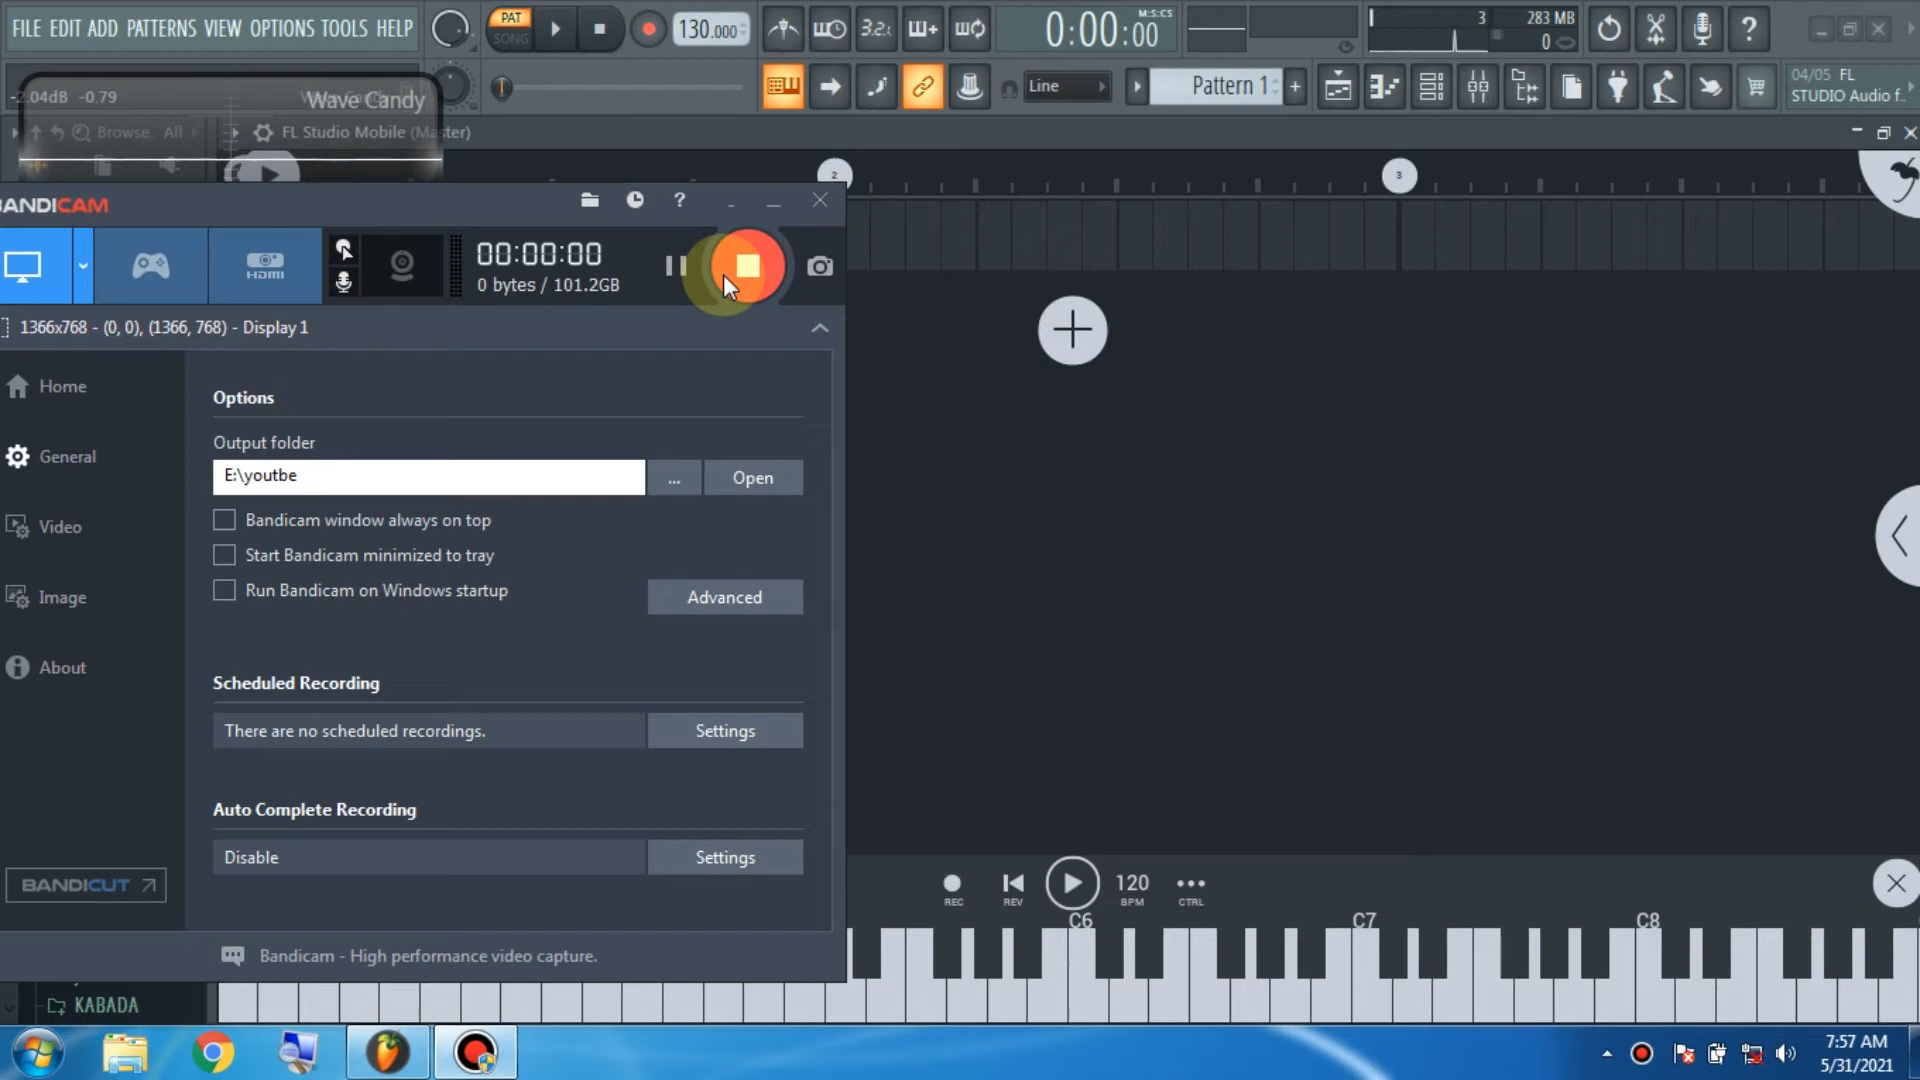 FILE EDIT ADD PATTERNS VIEW OPTIONS TOOLS HELP
PAT
SONG
130.000
3.2
M:S:CS
0:00:00
3
283 MB
0
-2.04dB -0.79
Wave Candy
Line
Pattern 1
+
04/05 FL
STUDIO Audio f..
Browse
All
FL Studio Mobile (Master)
2
3
BANDICAM
?
HDMI
00:00:00
0 bytes / 101.2GB
1366x768 - (0, 0), (1366, 768) - Display 1
Home
General
Video
Image
About
Options
Output folder
E:\youtbe
...
Open
Bandicam window always on top
Start Bandicam minimized to tray
Run Bandicam on Windows startup
Advanced
Scheduled Recording
There are no scheduled recordings.
Settings
Auto Complete Recording
Disable
Settings
BANDICUT
Bandicam - High performance video capture.
REC
REV
120
BPM
CTRL
C6
C7
C8
KABADA
7:57 AM
5/31/2021